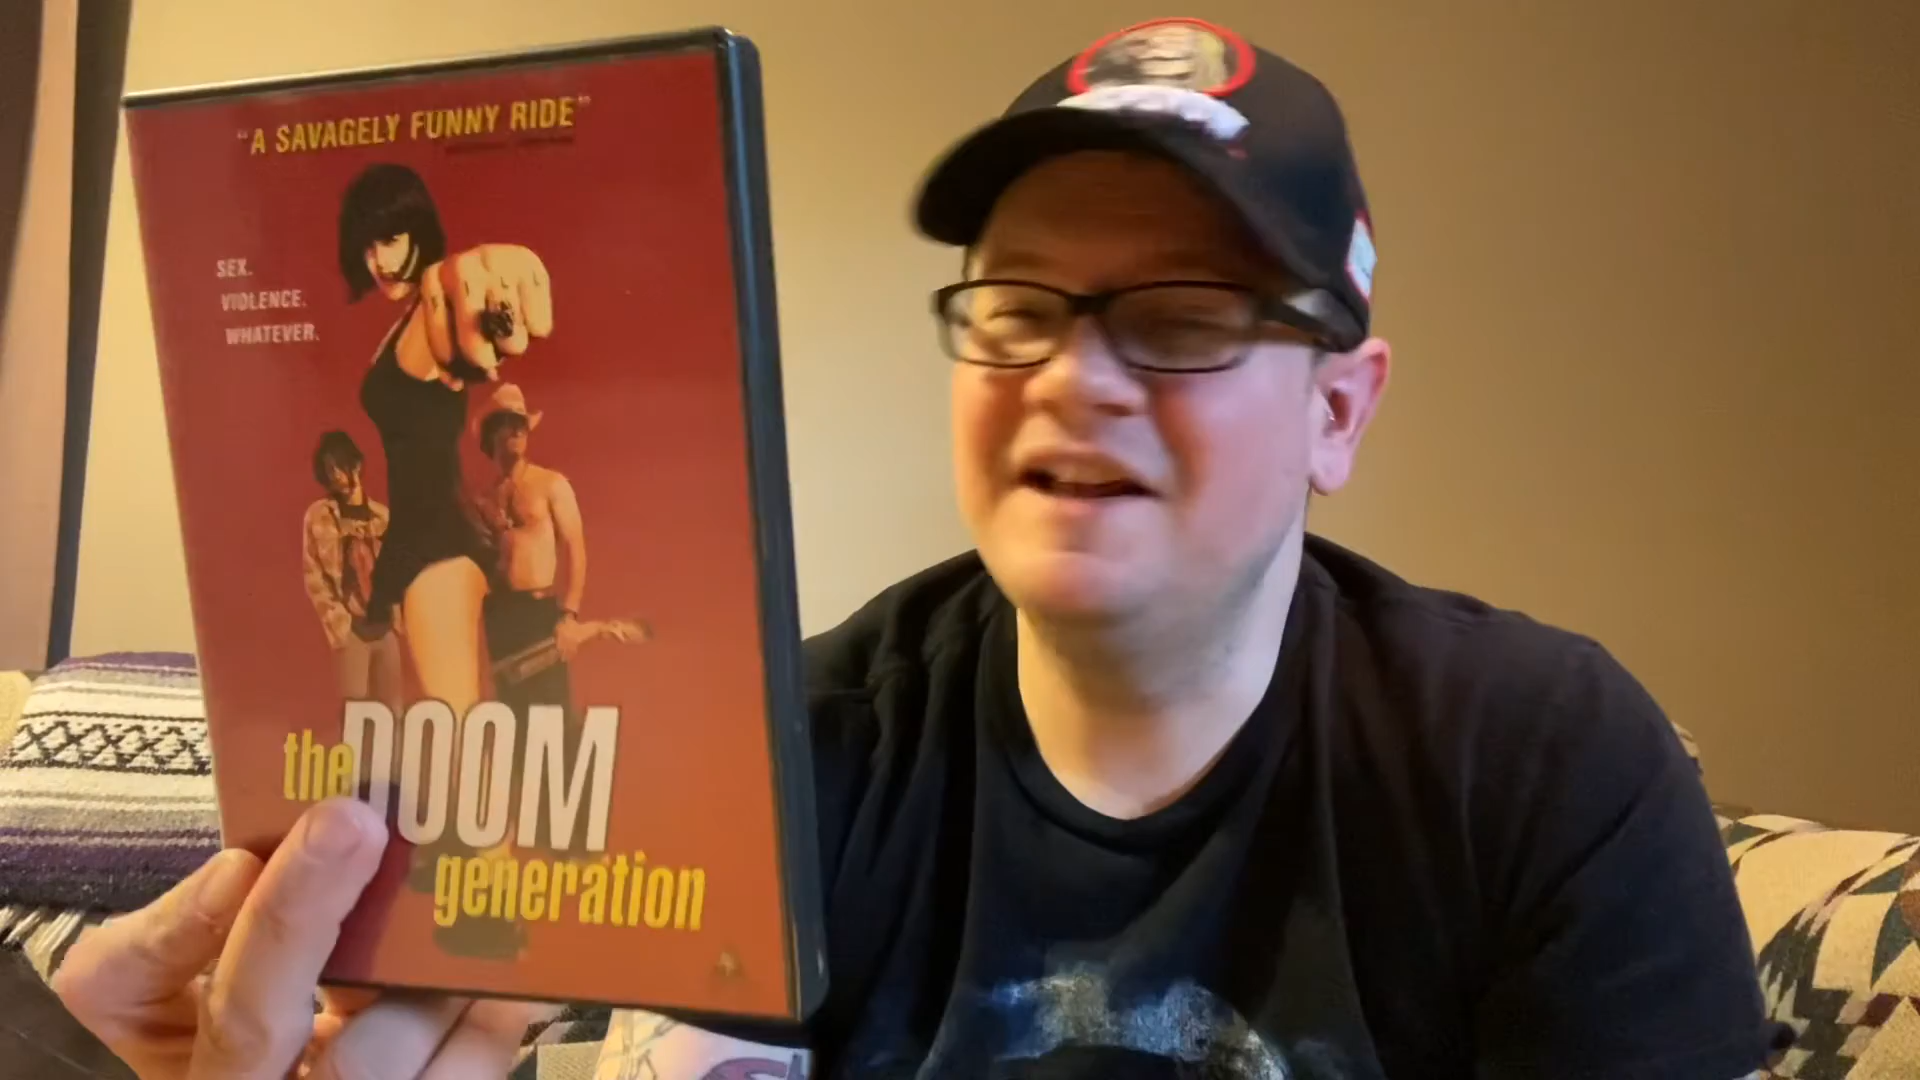 "A SAVAGELY FUNNY RIDE"
SEX.
VIOLENCE.
WHATEVER.
the DOOM
generation